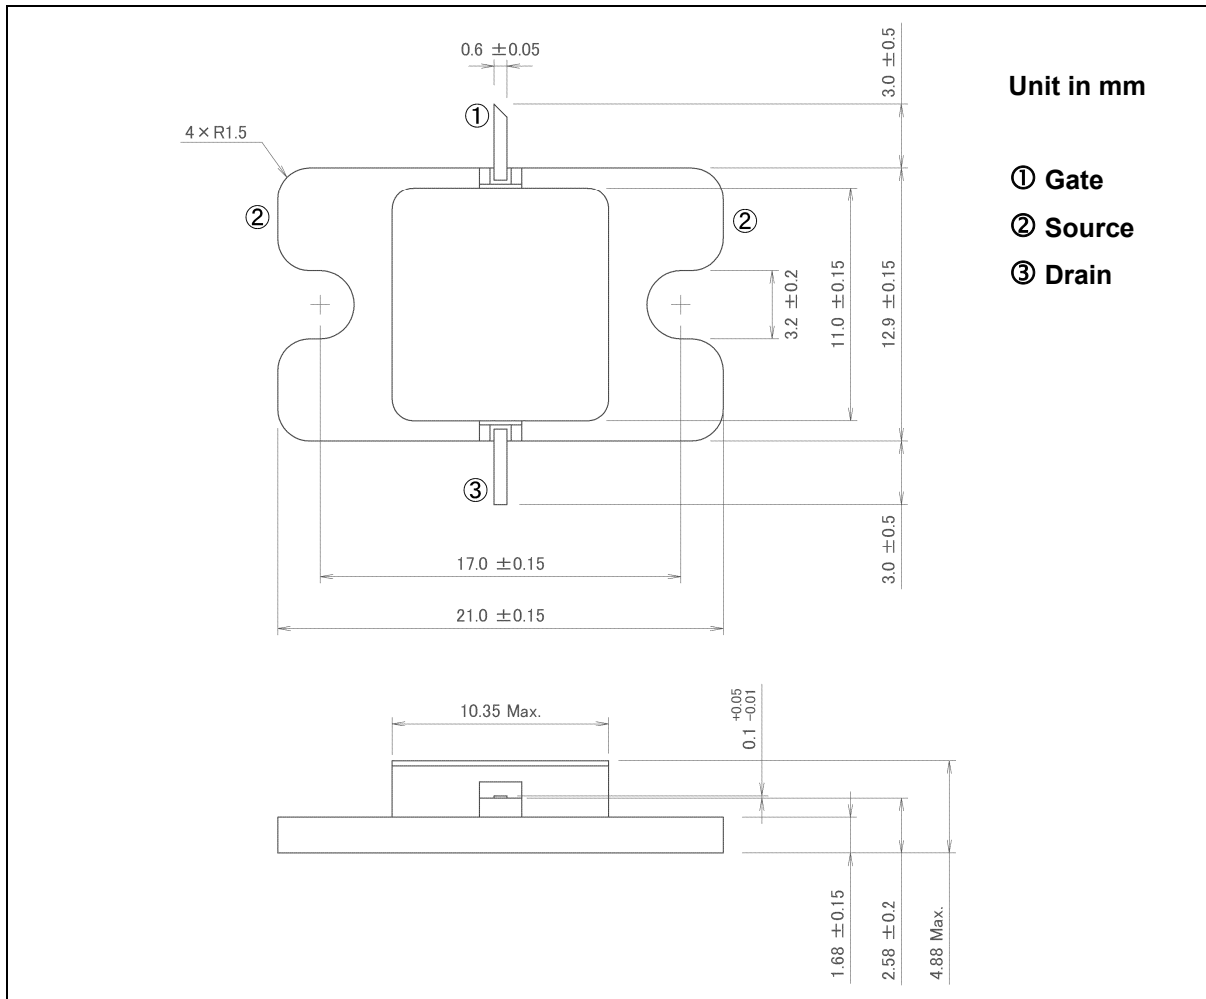 0.6 ±0.05
3.0 ±0.5
Unit in mm
①
4×R1.5
① Gate
②
②
② Source
③ Drain
3.2 ±0.2
11.0 ±0.15
12.9 ±0.15
③
3.0 ±0.5
17.0 ±0.15
21.0 ±0.15
10.35 Max.
0.1 +0.05 -0.01
1.68 ±0.15
2.58 ±0.2
4.88 Max.